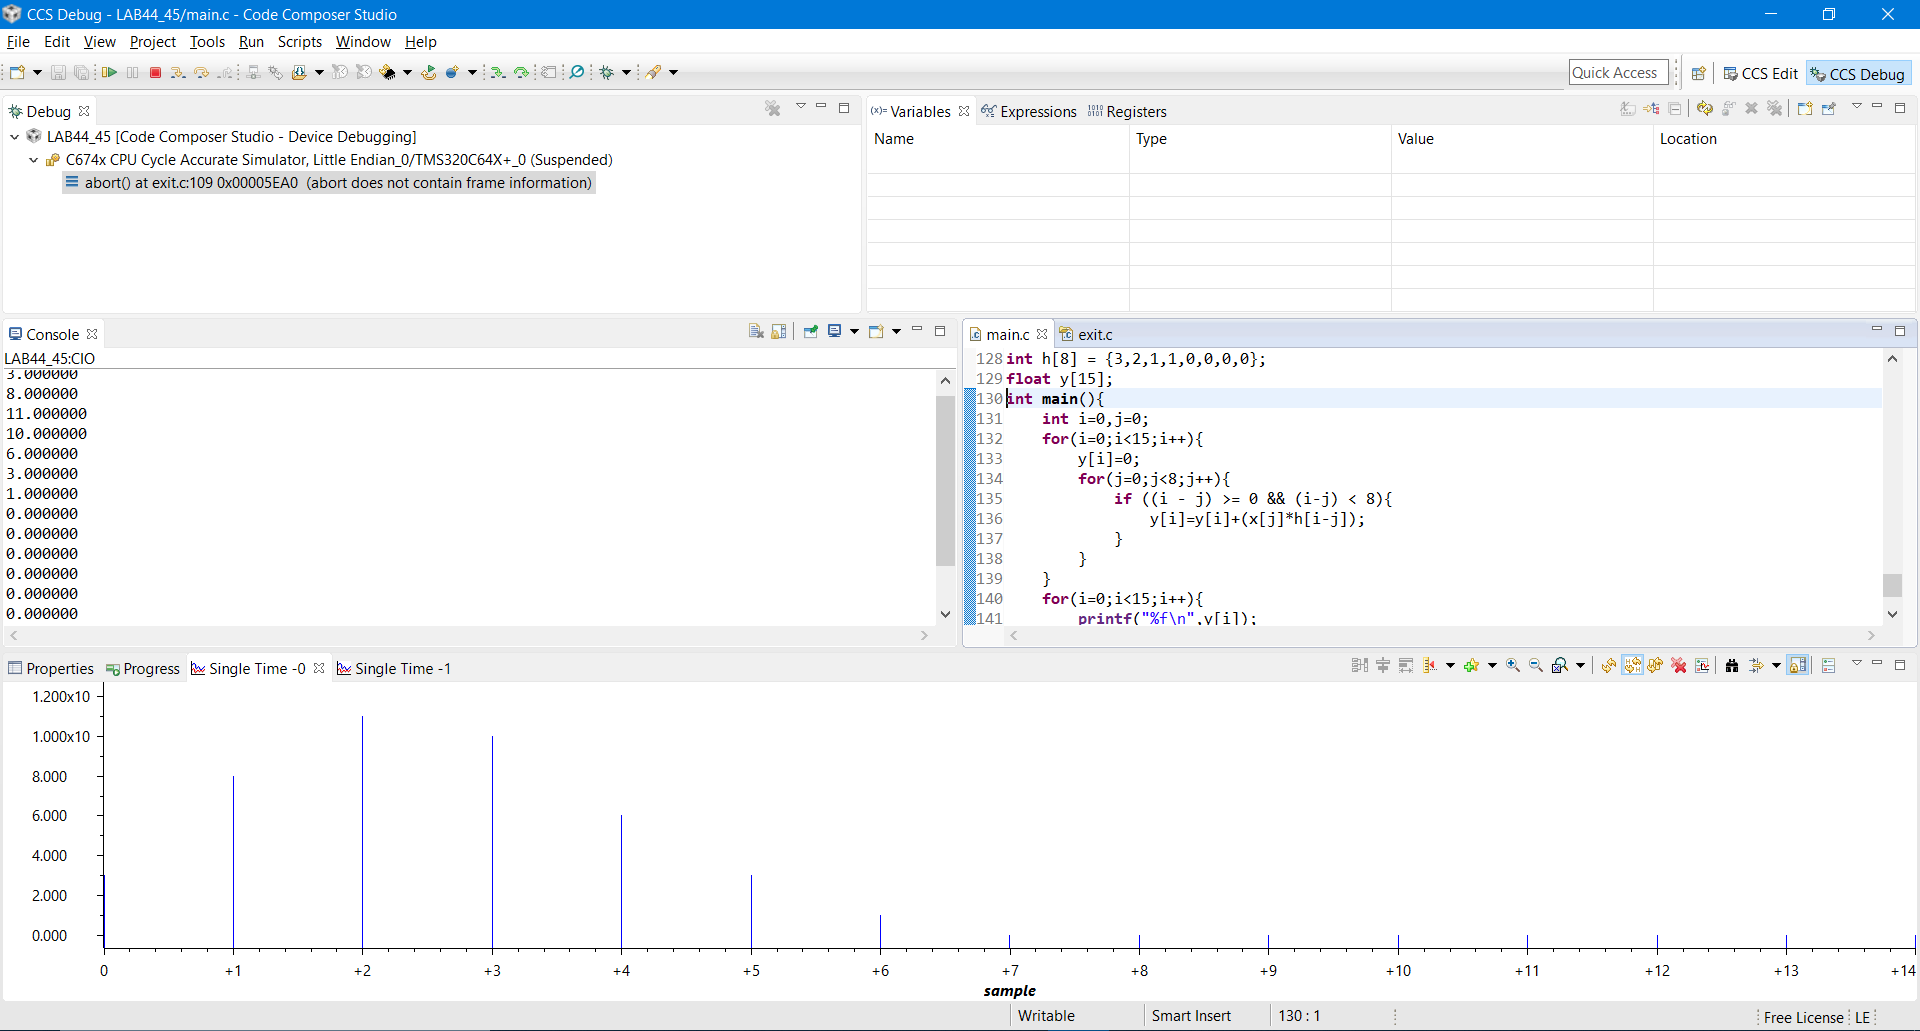 CCS Debug - LAB44_45/main.c - Code Composer Studio
File Edit View Project Tools Run Scripts Window Help
Quick Access CCS Edit CCS Debug
Debug
LAB44_45 [Code Composer Studio - Device Debugging]
C674x CPU Cycle Accurate Simulator, Little Endian_0/TMS320C64X+_0 (Suspended)
abort() at exit.c:109 0x00005EA0 (abort does not contain frame information)
(x)= Variables Expressions 1010 0101 Registers
Name Type Value Location
Console
LAB44_45:CIO
3.000000
8.000000
11.000000
10.000000
6.000000
3.000000
1.000000
0.000000
0.000000
0.000000
0.000000
0.000000
0.000000
main.c exit.c
128 int h[8] = {3,2,1,1,0,0,0,0};
129 float y[15];
130 int main(){
131 int i=0,j=0;
132 for(i=0;i<15;i++){
133 y[i]=0;
134 for(j=0;j<8;j++){
135 if ((i - j) >= 0 && (i-j) < 8){
136 y[i]=y[i]+(x[j]*h[i-j]);
137 }
138 }
139 }
140 for(i=0;i<15;i++){
141 printf("%f\n",y[i]);
Properties Progress Single Time -0 Single Time -1
1.200x10
1.000x10
8.000
6.000
4.000
2.000
0.000
0 +1 +2 +3 +4 +5 +6 +7 +8 +9 +10 +11 +12 +13 +14
sample
Writable Smart Insert 130 : 1 Free License LE